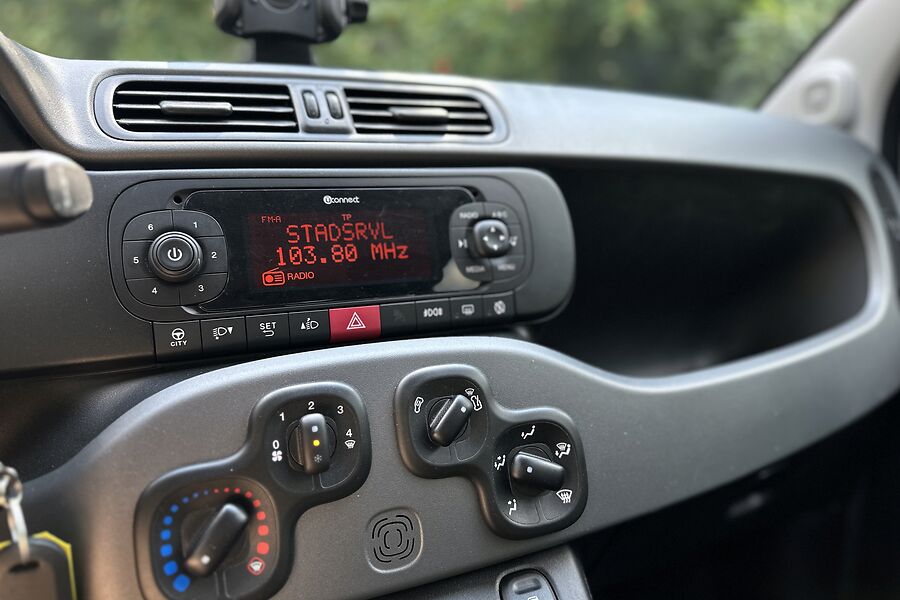 uconnect
FM-A TP
STADSRVL
103.80 MHz
RADIO
6 1
5 2
4 3
RADIO
MEDIA MENU
CITY
SET
0 1 2 3 4